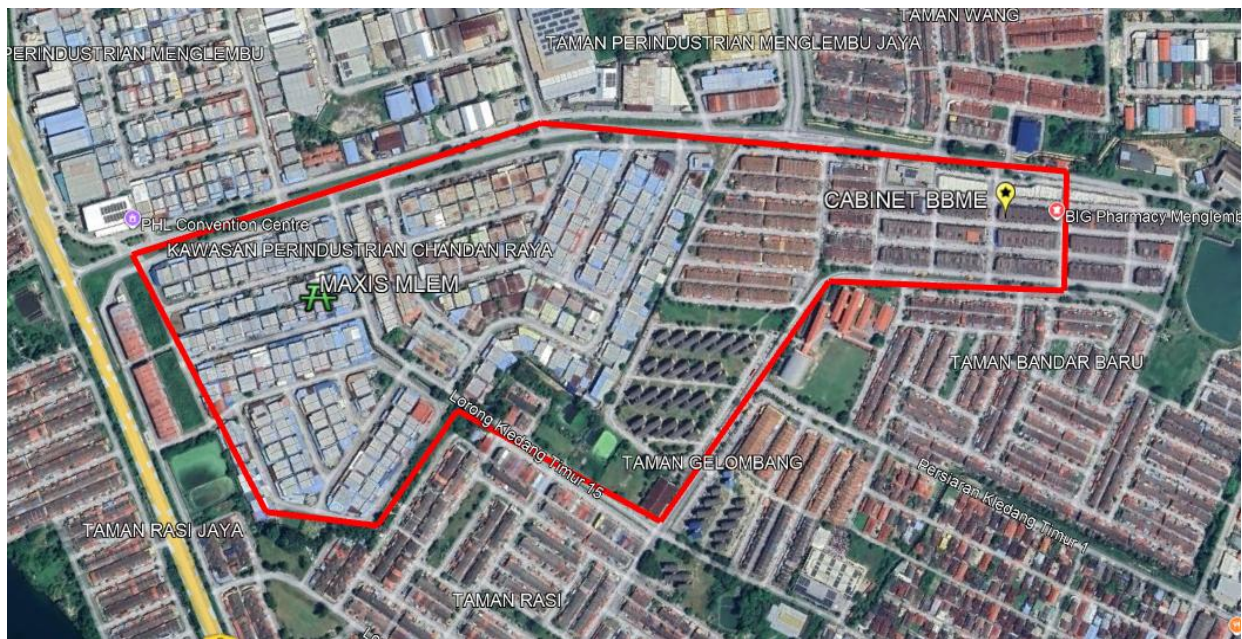 TAMAN WANG
TAMAN PERINDUSTRIAN MENGLEMBU JAYA
PERINDUSTRIAN MENGLEMBU
CABINET BBME
BIG Pharmacy Menglemb
PHL Convention Centre
KAWASAN PERINDUSTRIAN CHANDAN RAYA
MAXIS MLEM
TAMAN BANDAR BARU
Lorong Kledang Timur 15
TAMAN GELOMBANG
Persiaran Kledang Timur 1
TAMAN RASI JAYA
TAMAN RASI
Lo